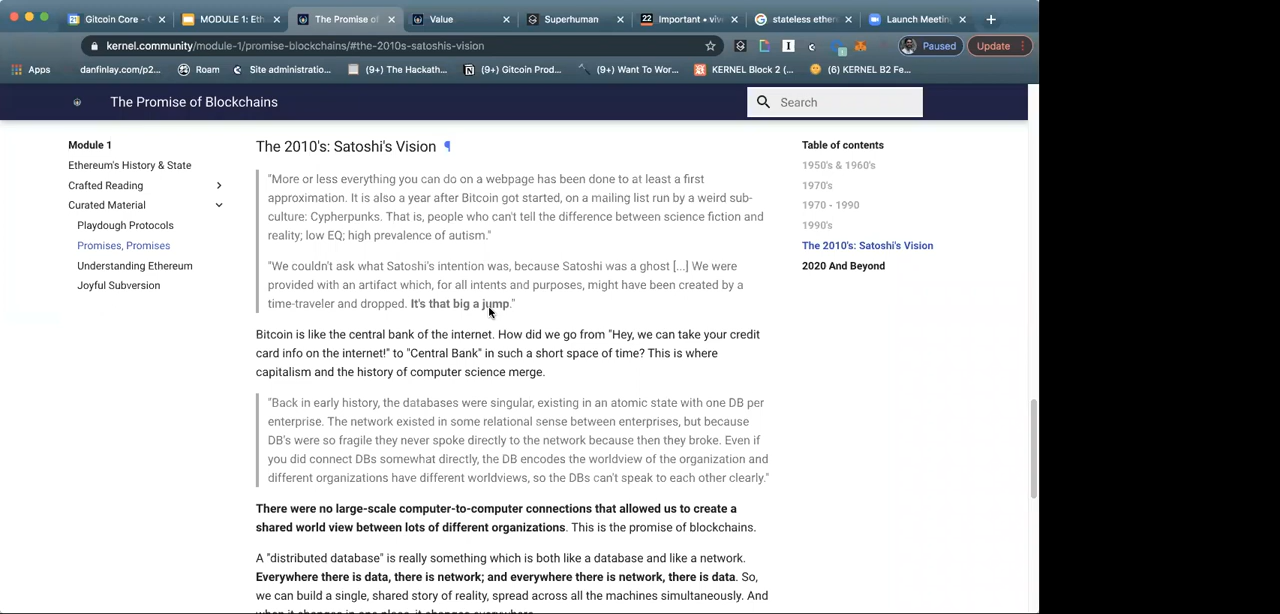 Gitcoin Core -
MODULE 1: Eth
The Promise of
Value
Superhuman
Important • viv
stateless ether
Launch Meetin
kernel.community/module-1/promise-blockchains/#the-2010s-satoshis-vision
Paused
Update
Apps
danfinlay.com/p2...
Roam
Site administratio...
(9+) The Hackath...
(9+) Gitcoin Prod...
(9+) Want To Wor...
KERNEL Block 2 (...
(6) KERNEL B2 Fe...
The Promise of Blockchains
Search
Module 1
Ethereum's History & State
Crafted Reading
Curated Material
Playdough Protocols
Promises, Promises
Understanding Ethereum
Joyful Subversion
The 2010's: Satoshi's Vision ¶
"More or less everything you can do on a webpage has been done to at least a first
approximation. It is also a year after Bitcoin got started, on a mailing list run by a weird sub-
culture: Cypherpunks. That is, people who can't tell the difference between science fiction and
reality; low EQ; high prevalence of autism."
"We couldn't ask what Satoshi's intention was, because Satoshi was a ghost [...] We were
provided with an artifact which, for all intents and purposes, might have been created by a
time-traveler and dropped. It's that big a jump."
Bitcoin is like the central bank of the internet. How did we go from "Hey, we can take your credit
card info on the internet!" to "Central Bank" in such a short space of time? This is where
capitalism and the history of computer science merge.
"Back in early history, the databases were singular, existing in an atomic state with one DB per
enterprise. The network existed in some relational sense between enterprises, but because
DB's were so fragile they never spoke directly to the network because then they broke. Even if
you did connect DBs somewhat directly, the DB encodes the worldview of the organization and
different organizations have different worldviews, so the DBs can't speak to each other clearly."
There were no large-scale computer-to-computer connections that allowed us to create a
shared world view between lots of different organizations. This is the promise of blockchains.
A "distributed database" is really something which is both like a database and like a network.
Everywhere there is data, there is network; and everywhere there is network, there is data. So,
we can build a single, shared story of reality, spread across all the machines simultaneously. And
when it changes in one place, it changes everywhere.
Table of contents
1950's & 1960's
1970's
1970 - 1990
1990's
The 2010's: Satoshi's Vision
2020 And Beyond